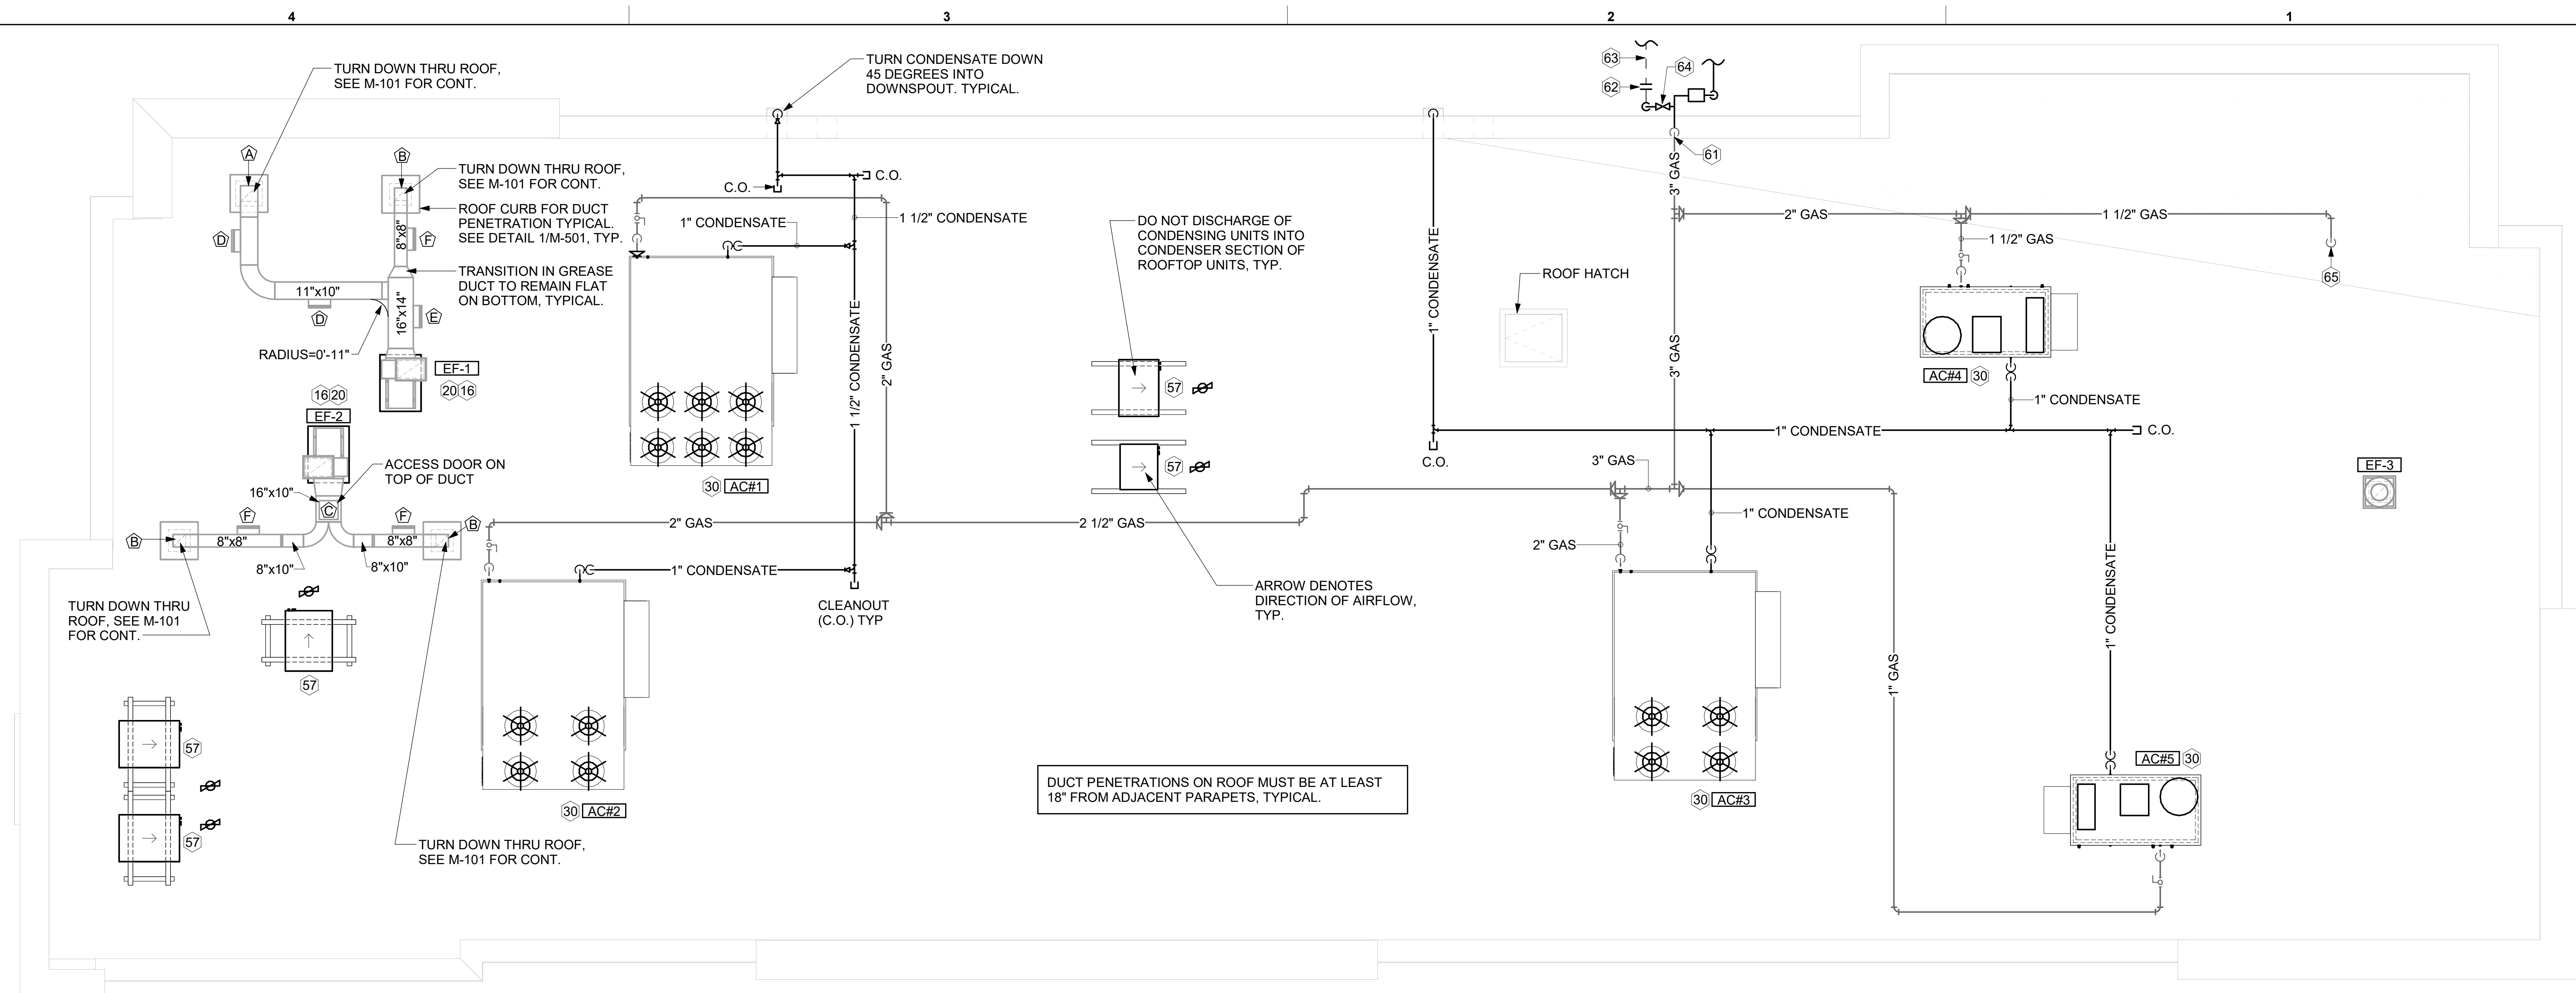 4
3
2
1
TURN DOWN THRU ROOF,
SEE M-101 FOR CONT.
TURN CONDENSATE DOWN
45 DEGREES INTO
DOWNSPOUT. TYPICAL.
63
64
62
61
A
B
TURN DOWN THRU ROOF,
SEE M-101 FOR CONT.
ROOF CURB FOR DUCT
PENETRATION TYPICAL.
SEE DETAIL 1/M-501, TYP.
TRANSITION IN GREASE
DUCT TO REMAIN FLAT
ON BOTTOM, TYPICAL.
D
F
8"x8"
11"x10"
D
16"x14"
E
RADIUS=0'-11"
EF-1
20
16
16
20
EF-2
ACCESS DOOR ON
TOP OF DUCT
16"x10"
C
F
F
B
B
8"x8"
8"x8"
8"x10"
8"x10"
TURN DOWN THRU
ROOF, SEE M-101
FOR CONT.
57
57
57
TURN DOWN THRU ROOF,
SEE M-101 FOR CONT.
C.O.
C.O.
1" CONDENSATE
1 1/2" CONDENSATE
1 1/2" CONDENSATE
2" GAS
30
AC#1
2" GAS
2 1/2" GAS
1" CONDENSATE
CLEANOUT
(C.O.) TYP
30
AC#2
DO NOT DISCHARGE OF
CONDENSING UNITS INTO
CONDENSER SECTION OF
ROOFTOP UNITS, TYP.
57
57
ARROW DENOTES
DIRECTION OF AIRFLOW,
TYP.
DUCT PENETRATIONS ON ROOF MUST BE AT LEAST
18" FROM ADJACENT PARAPETS, TYPICAL.
1" CONDENSATE
C.O.
ROOF HATCH
3" GAS
3" GAS
2" GAS
1 1/2" GAS
1 1/2" GAS
65
AC#4
30
1" CONDENSATE
1" CONDENSATE
C.O.
3" GAS
2" GAS
1" CONDENSATE
30
AC#3
1" GAS
1" CONDENSATE
AC#5
30
EF-3